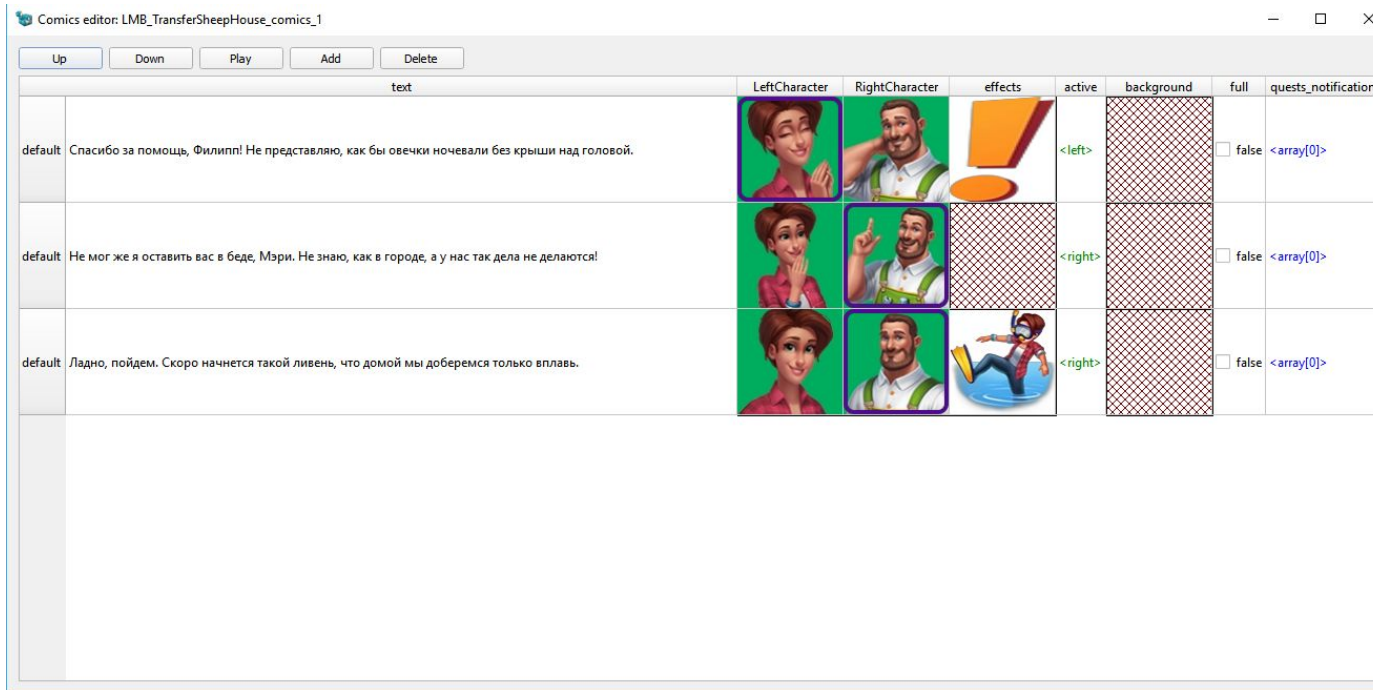 Comics editor: LMB_TransferSheepHouse_comics_1
Up Down Play Add Delete
text LeftCharacter RightCharacter effects active background full quests_notification
default Спасибо за помощь, Филипп! Не представляю, как бы овечки ночевали без крыши над головой. <left> false <array[0]>
default Не мог же я оставить вас в беде, Мэри. Не знаю, как в городе, а у нас так дела не делаются! <right> false <array[0]>
default Ладно, пойдем. Скоро начнется такой ливень, что домой мы доберемся только вплавь. <right> false <array[0]>